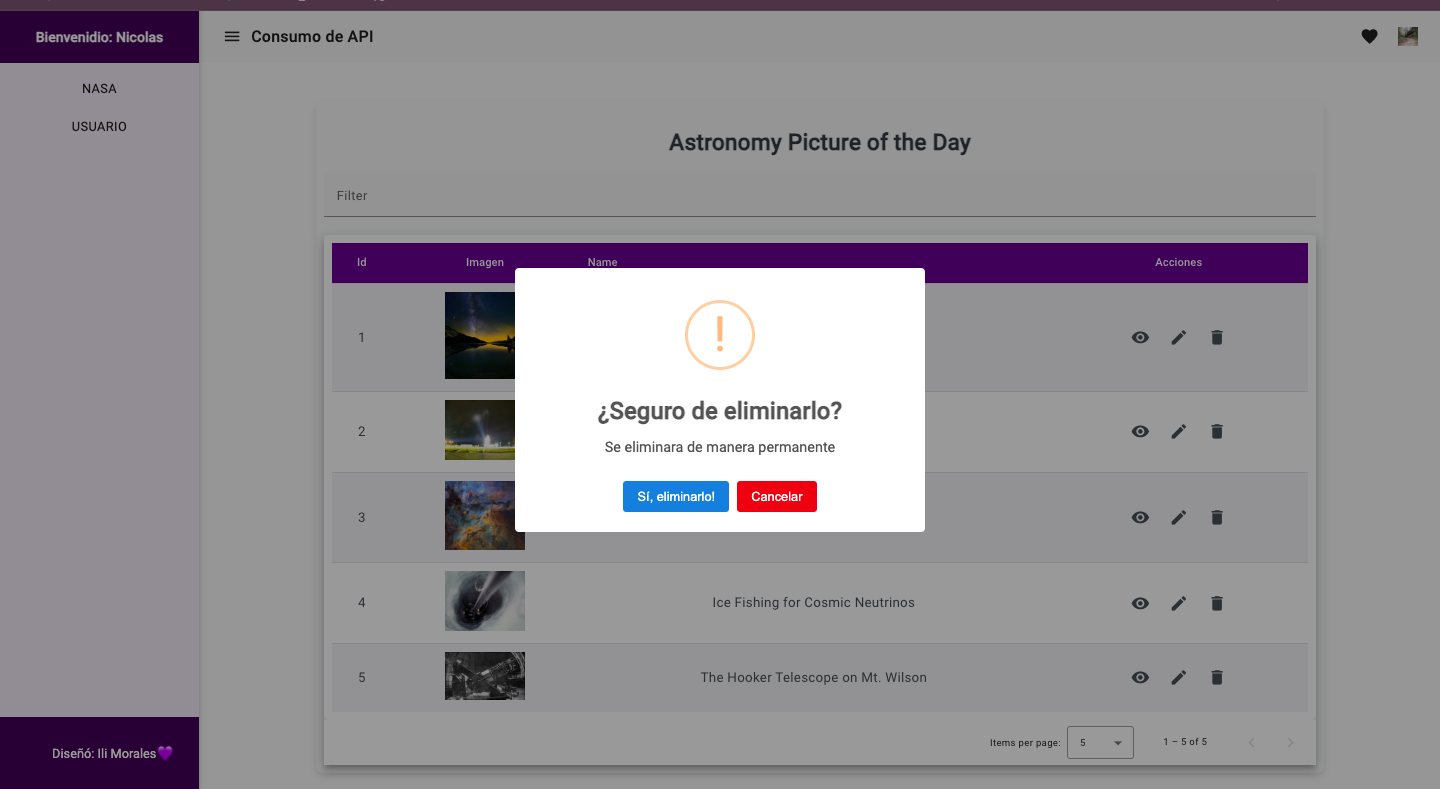 Bienvenidio: Nicolas
Consumo de API
NASA
USUARIO
Astronomy Picture of the Day
Filter
Id Imagen Name Acciones
1
2
3
¿Seguro de eliminarlo?
Se eliminara de manera permanente
Sí, eliminarlo! Cancelar
4 Ice Fishing for Cosmic Neutrinos
5 The Hooker Telescope on Mt. Wilson
Items per page: 5 1 – 5 of 5
Diseñó: Ili Morales💜